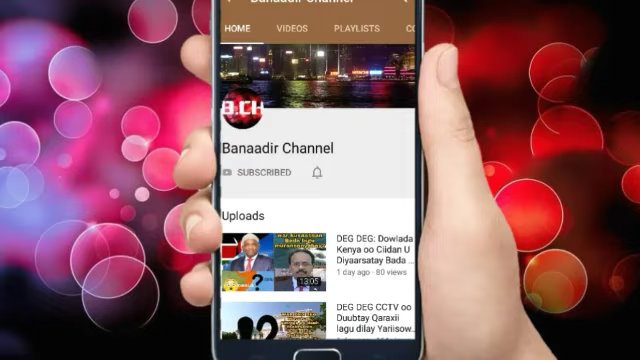 Banaadir Channel
HOME VIDEOS PLAYLISTS
B.CH
Banaadir Channel
SUBSCRIBED
Uploads
DEG DEG: Dowlada
Kenya oo Ciidan U
Diyaarsatay Bada ...
1 day ago · 80 views
13:05
DEG DEG CCTV oo
Duubtay Qaraxii
lagu dilay Yariisow...